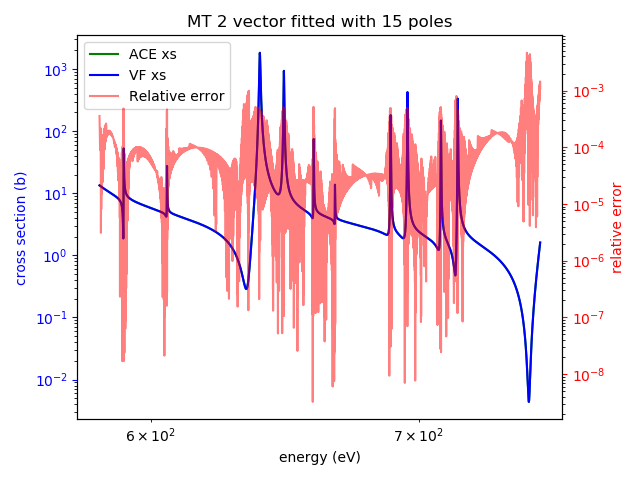 MT 2 vector fitted with 15 poles
ACE xs
VF xs
Relative error
cross section (b)
10³
10²
10¹
10⁰
10⁻¹
10⁻²
10⁻³
10⁻⁴
10⁻⁵
10⁻⁶
10⁻⁷
10⁻⁸
relative error
6 × 10²
7 × 10²
energy (eV)